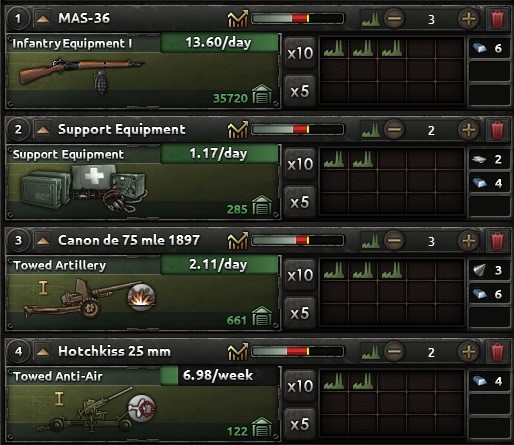 1 MAS-36 3
Infantry Equipment I 13.60/day x10 6
35720 x5
2 Support Equipment 2
Support Equipment 1.17/day x10 2
4
285 x5
3 Canon de 75 mle 1897 3
Towed Artillery 2.11/day x10 3
I 6
661 x5
4 Hotchkiss 25 mm 2
Towed Anti-Air 6.98/week x10 4
I
122 x5